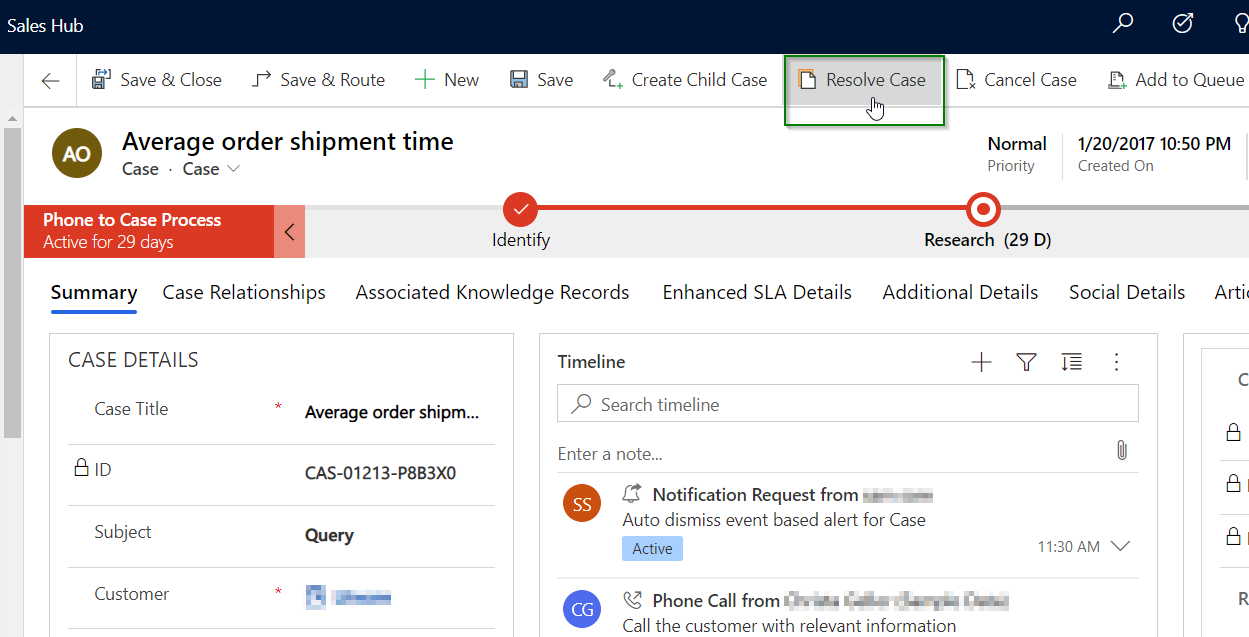 Sales Hub
Save & Close
Save & Route
New
Save
Create Child Case
Resolve Case
Cancel Case
Add to Queue
AO
Average order shipment time
Case · Case
Normal
Priority
1/20/2017 10:50 PM
Created On
Phone to Case Process
Active for 29 days
Identify
Research (29 D)
Summary
Case Relationships
Associated Knowledge Records
Enhanced SLA Details
Additional Details
Social Details
CASE DETAILS
Case Title *
Average order shipm...
ID
CAS-01213-P8B3X0
Subject
Query
Customer *
Timeline
Search timeline
Enter a note...
SS
Notification Request from
Auto dismiss event based alert for Case
Active
11:30 AM
CG
Phone Call from
Call the customer with relevant information
C
R